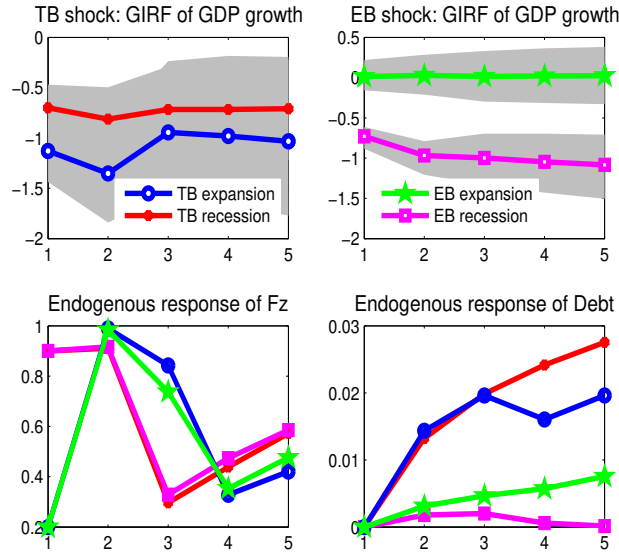 TB shock: GIRF of GDP growth
0
−0.5
−1
−1.5
−2
1 2 3 4 5
TB expansion
TB recession
EB shock: GIRF of GDP growth
0.5
0
−0.5
−1
−1.5
−2
1 2 3 4 5
EB expansion
EB recession
Endogenous response of Fz
1
0.8
0.6
0.4
0.2
1 2 3 4 5
Endogenous response of Debt
0.03
0.02
0.01
0
1 2 3 4 5